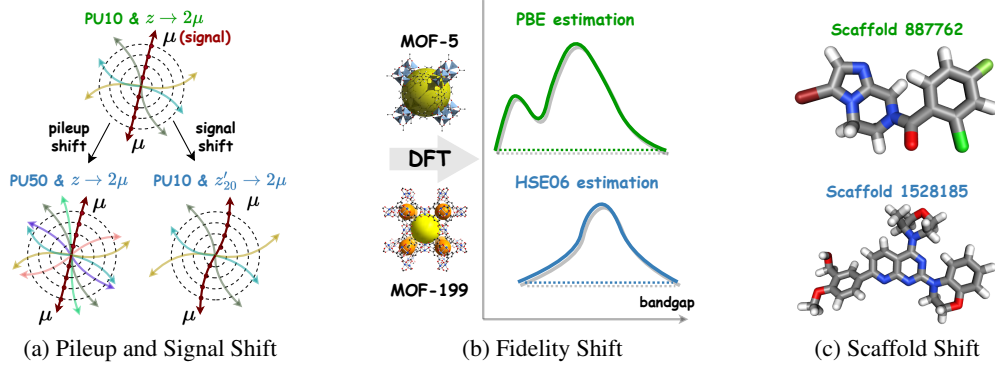 PU10 & z → 2μ
μ (signal)
μ
pileup shift
signal shift
PU50 & z → 2μ
μ
μ
PU10 & z'₂₀ → 2μ
μ
μ
(a) Pileup and Signal Shift
MOF-5
DFT
MOF-199
PBE estimation
HSE06 estimation
bandgap
(b) Fidelity Shift
Scaffold 887762
Scaffold 1528185
(c) Scaffold Shift